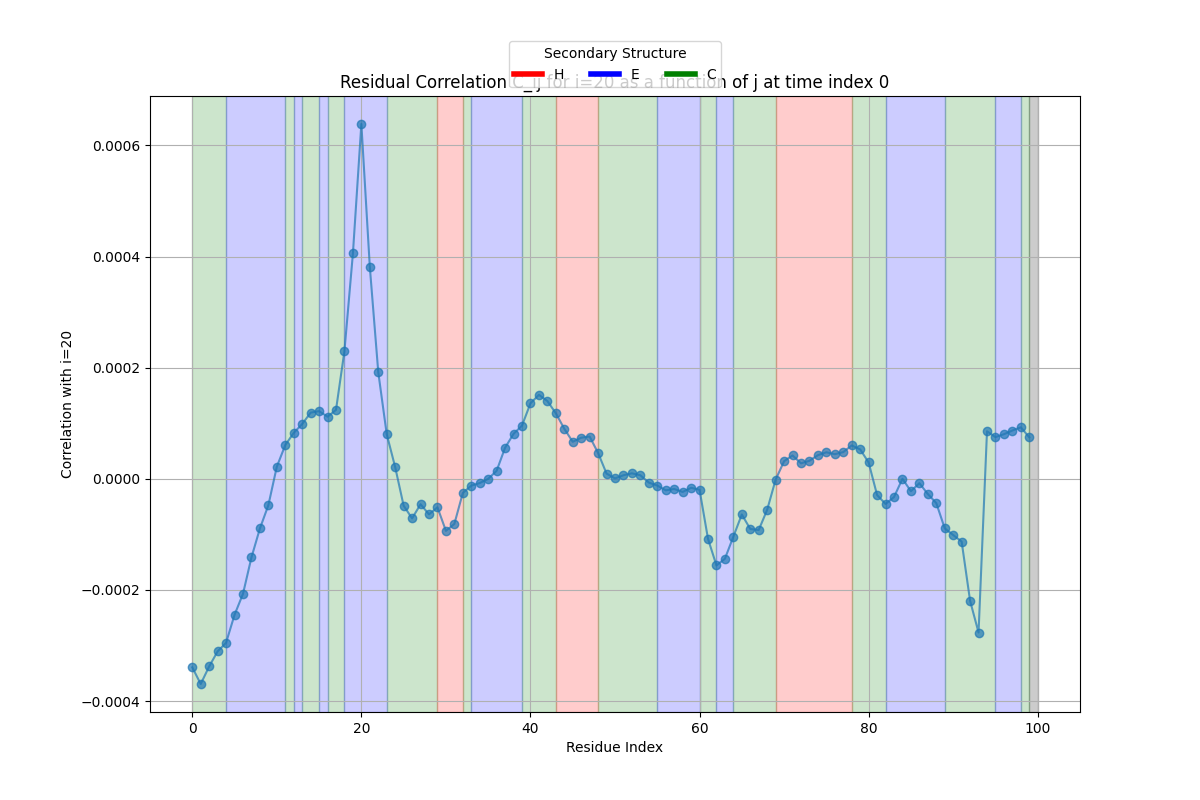 Secondary Structure
H E C
Residual Correlation C_ij for i=20 as a function of j at time index 0
0.0006
0.0004
0.0002
0.0000
−0.0002
−0.0004
Correlation with i=20
0 20 40 60 80 100
Residue Index